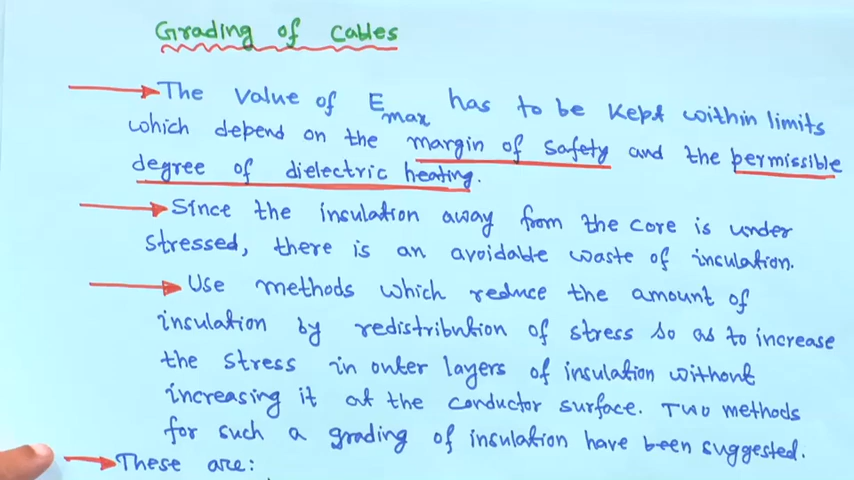 Grading of Cables
The value of Emax has to be kept within limits
which depend on the margin of safety and the permissible
degree of dielectric heating.
Since the insulation away from the core is under
stressed, there is an avoidable waste of insulation.
Use methods which reduce the amount of
insulation by redistribution of stress so as to increase
the stress in outer layers of insulation without
increasing it at the conductor surface. Two methods
for such a grading of insulation have been suggested.
These are: